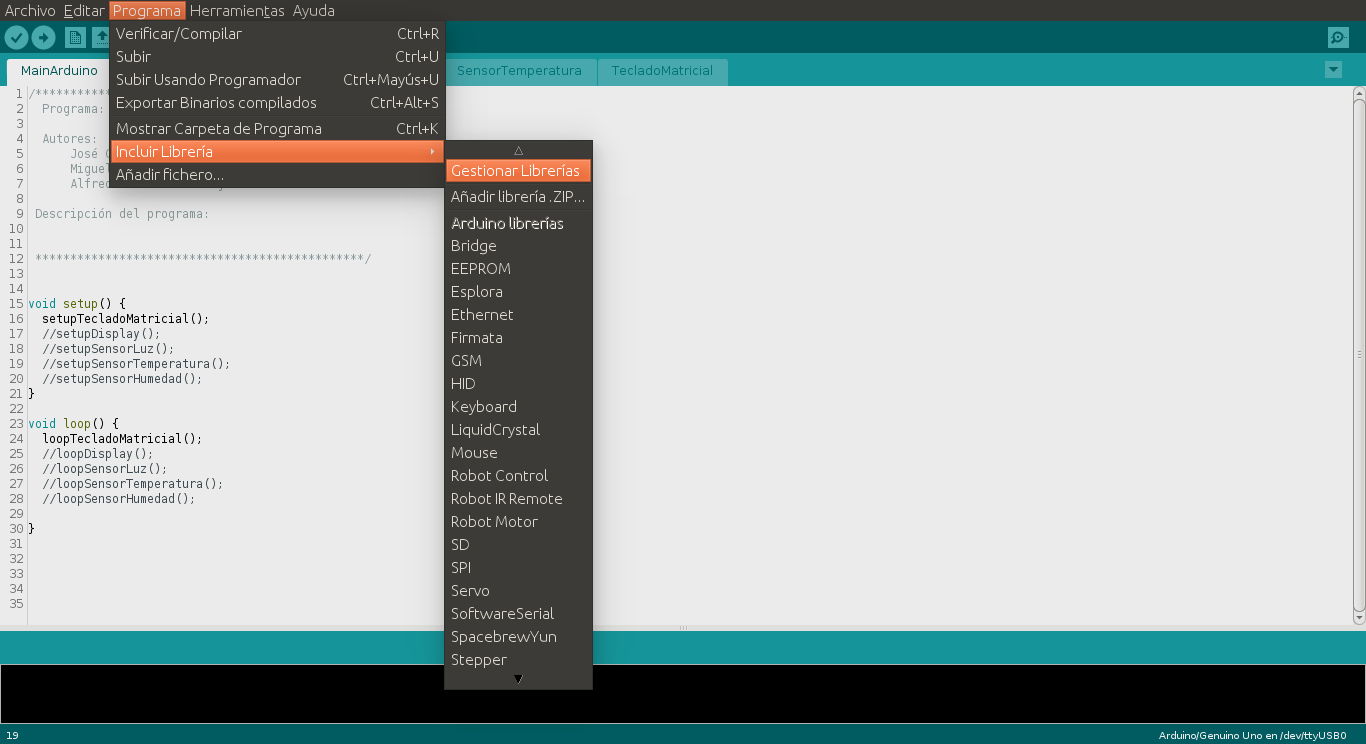 Archivo Editar Programa Herramientas Ayuda
Verificar/Compilar Ctrl+R
Subir Ctrl+U
Subir Usando Programador Ctrl+Mayús+U
Exportar Binarios compilados Ctrl+Alt+S
Mostrar Carpeta de Programa Ctrl+K
Incluir Librería
Añadir fichero...
Gestionar Librerías
Añadir librería .ZIP...
Arduino librerías
Bridge
EEPROM
Esplora
Ethernet
Firmata
GSM
HID
Keyboard
LiquidCrystal
Mouse
Robot Control
Robot IR Remote
Robot Motor
SD
SPI
Servo
SoftwareSerial
SpacebrewYun
Stepper
MainArduino SensorTemperatura TecladoMatricial
1 /************
2 Programa:
3
4 Autores:
5 José
6 Miguel
7
8
9 Descripción del programa:
10
11
12 ***********************************************/
13
14
15 void setup() {
16 setupTecladoMatricial();
17 //setupDisplay();
18 //setupSensorLuz();
19 //setupSensorTemperatura();
20 //setupSensorHumedad();
21 }
22
23 void loop() {
24 loopTecladoMatricial();
25 //loopDisplay();
26 //loopSensorLuz();
27 //loopSensorTemperatura();
28 //loopSensorHumedad();
29
30 }
31
32
33
34
35
19 Arduino/Genuino Uno en /dev/ttyUSB0